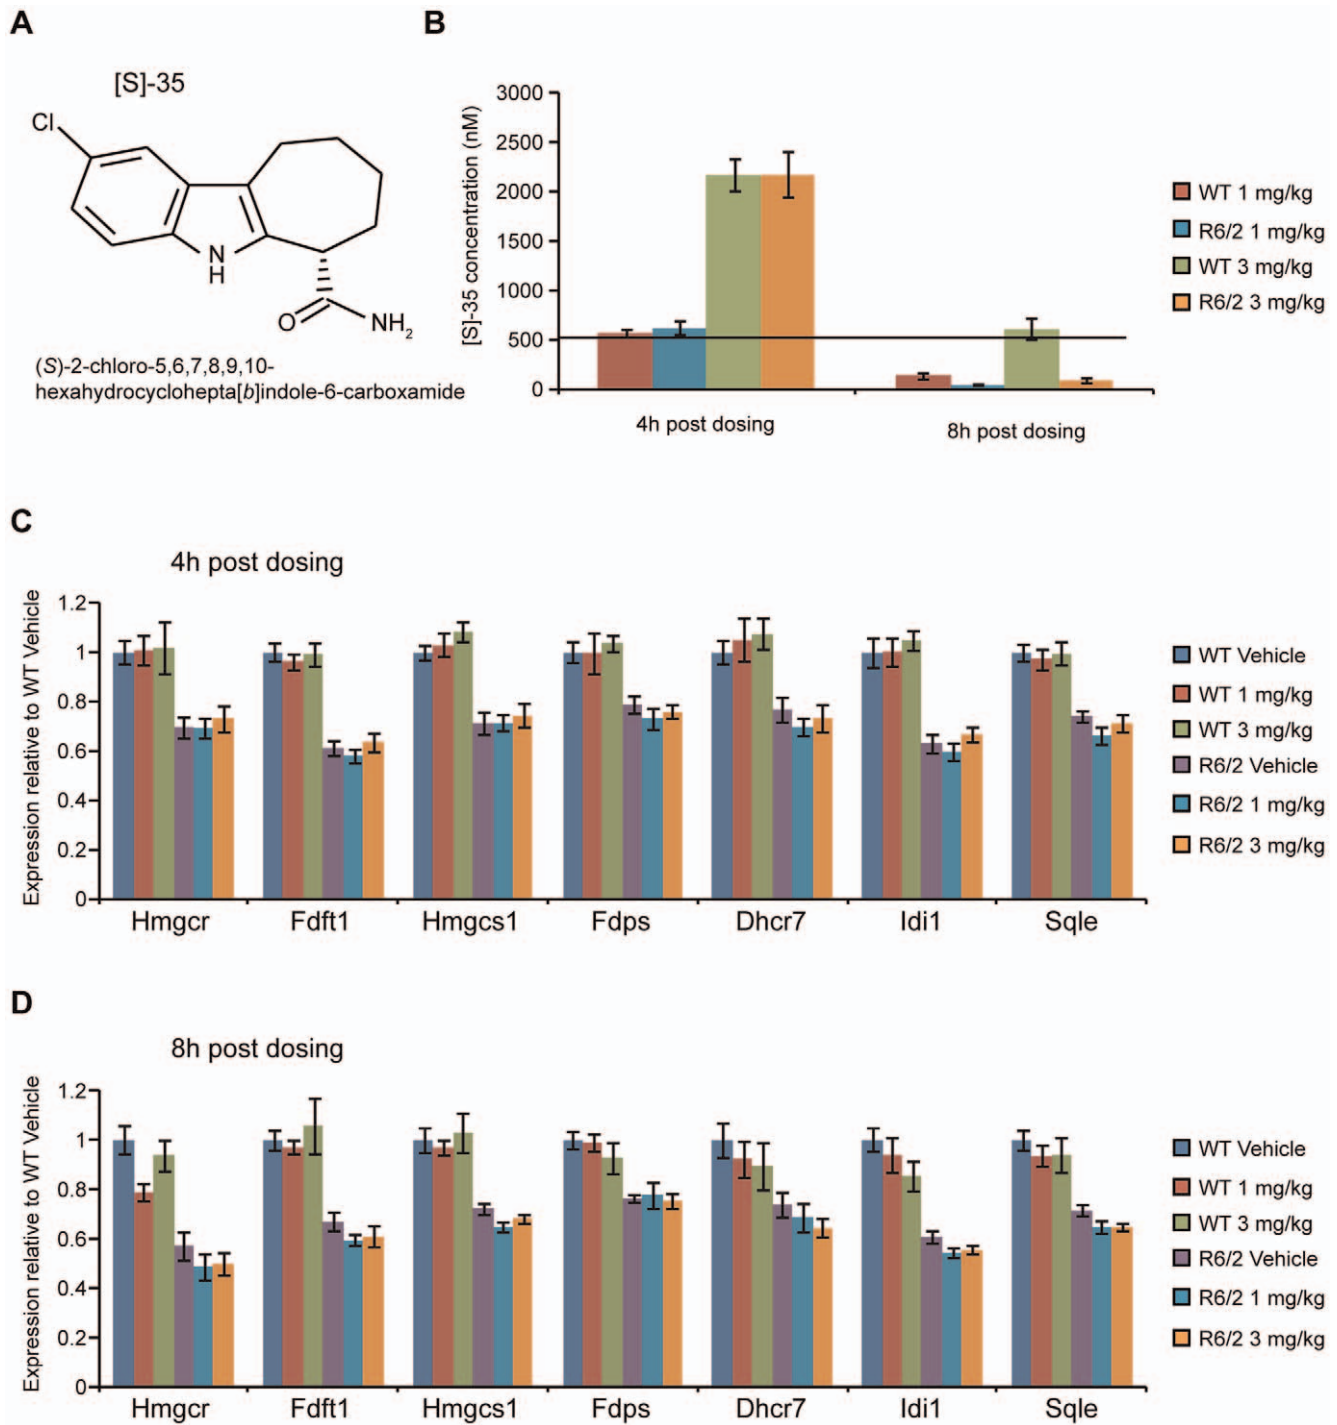 A
[S]-35
Cl
N
H
O
NH2
(S)-2-chloro-5,6,7,8,9,10-
hexahydrocyclohepta[b]indole-6-carboxamide
B
[S]-35 concentration (nM)
3000
2500
2000
1500
1000
500
0
4h post dosing
8h post dosing
WT 1 mg/kg
R6/2 1 mg/kg
WT 3 mg/kg
R6/2 3 mg/kg
C
4h post dosing
Expression relative to WT Vehicle
1.2
1
0.8
0.6
0.4
0.2
0
Hmgcr
Fdft1
Hmgcs1
Fdps
Dhcr7
Idi1
Sqle
WT Vehicle
WT 1 mg/kg
WT 3 mg/kg
R6/2 Vehicle
R6/2 1 mg/kg
R6/2 3 mg/kg
D
8h post dosing
Expression relative to WT Vehicle
1.2
1
0.8
0.6
0.4
0.2
0
Hmgcr
Fdft1
Hmgcs1
Fdps
Dhcr7
Idi1
Sqle
WT Vehicle
WT 1 mg/kg
WT 3 mg/kg
R6/2 Vehicle
R6/2 1 mg/kg
R6/2 3 mg/kg